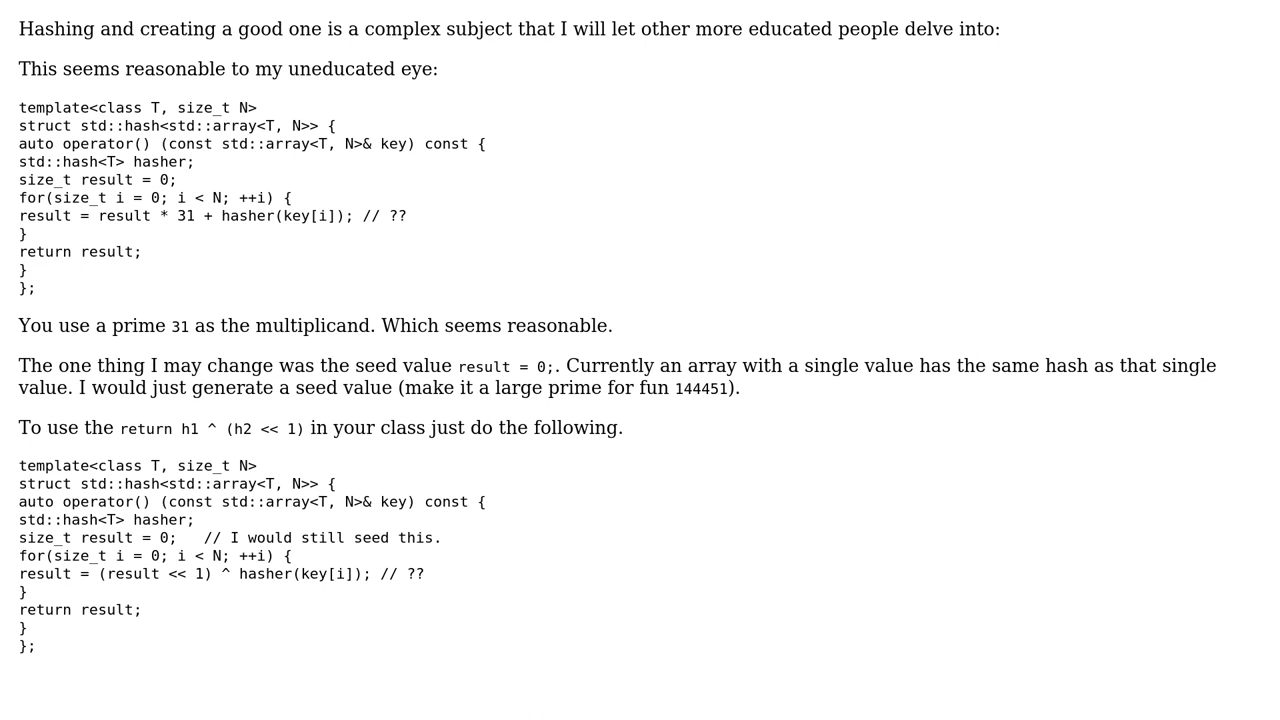 Hashing and creating a good one is a complex subject that I will let other more educated people delve into:
This seems reasonable to my uneducated eye:
template<class T, size_t N>
struct std::hash<std::array<T, N>> {
auto operator() (const std::array<T, N>& key) const {
std::hash<T> hasher;
size_t result = 0;
for(size_t i = 0; i < N; ++i) {
result = result * 31 + hasher(key[i]); // ??
}
return result;
}
};
You use a prime 31 as the multiplicand. Which seems reasonable.
The one thing I may change was the seed value result = 0;. Currently an array with a single value has the same hash as that single
value. I would just generate a seed value (make it a large prime for fun 144451).
To use the return h1 ^ (h2 << 1) in your class just do the following.
template<class T, size_t N>
struct std::hash<std::array<T, N>> {
auto operator() (const std::array<T, N>& key) const {
std::hash<T> hasher;
size_t result = 0;   // I would still seed this.
for(size_t i = 0; i < N; ++i) {
result = (result << 1) ^ hasher(key[i]); // ??
}
return result;
}
};